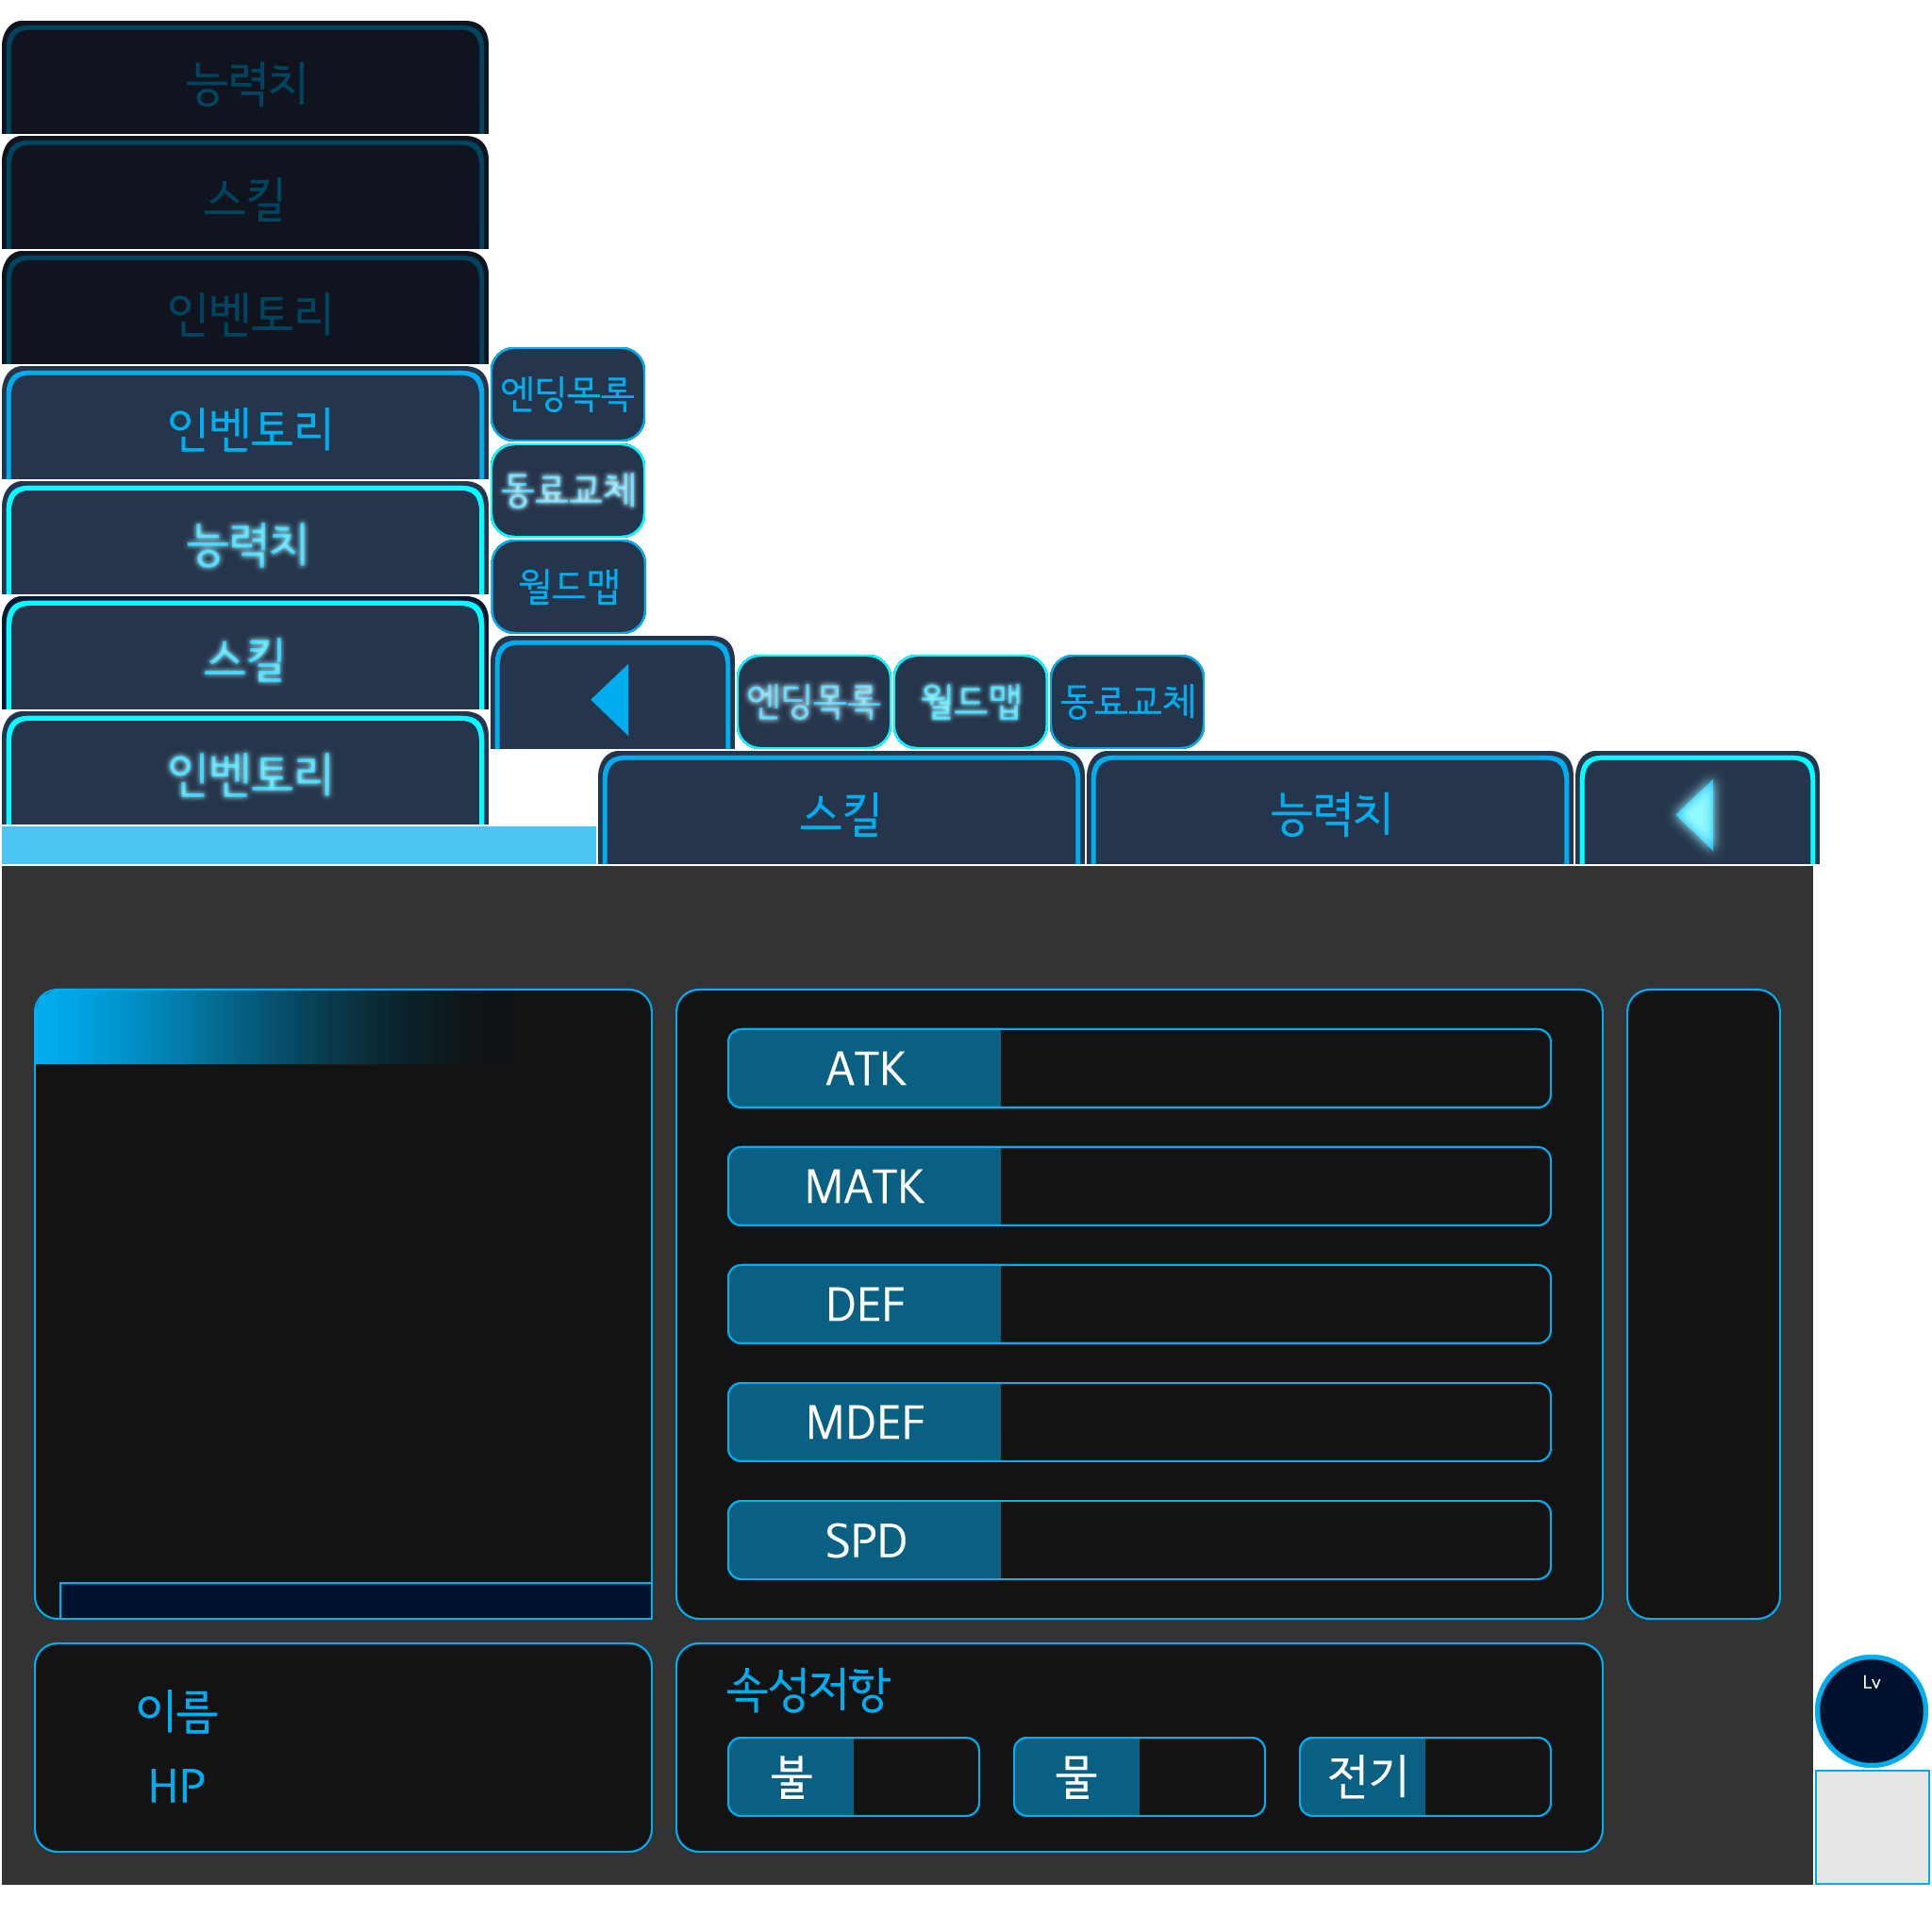 능력치
스킬
인벤토리
인벤토리
엔딩목록
동료교체
능력치
월드맵
스킬
엔딩목록
월드맵
동료교체
인벤토리
스킬
능력치
ATK
MATK
DEF
MDEF
SPD
이름
HP
속성저항
불
물
전기
Lv